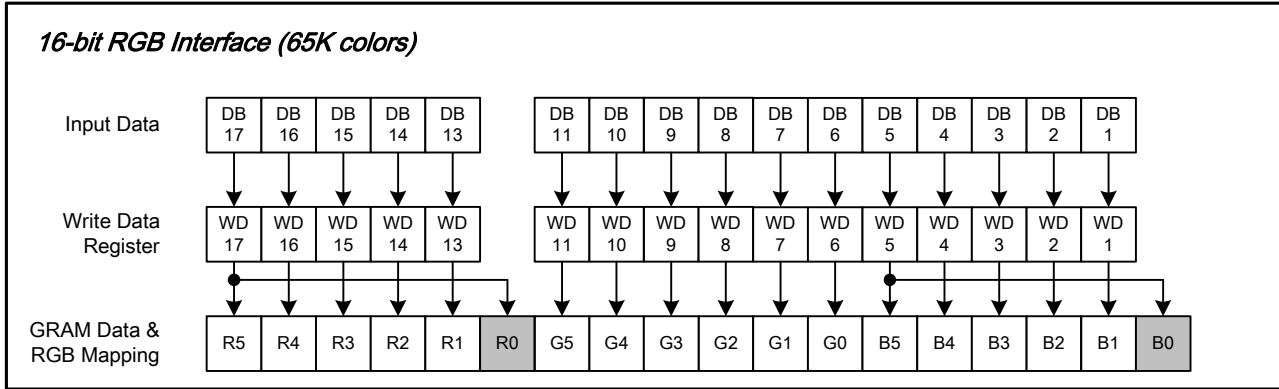 16-bit RGB Interface (65K colors)
Input Data
DB DB DB DB DB DB DB DB DB DB DB DB DB DB DB DB
17 16 15 14 13 11 10 9 8 7 6 5 4 3 2 1
Write Data
Register
WD WD WD WD WD WD WD WD WD WD WD WD WD WD WD WD
17 16 15 14 13 11 10 9 8 7 6 5 4 3 2 1
GRAM Data &
RGB Mapping
R5 R4 R3 R2 R1 R0 G5 G4 G3 G2 G1 G0 B5 B4 B3 B2 B1 B0